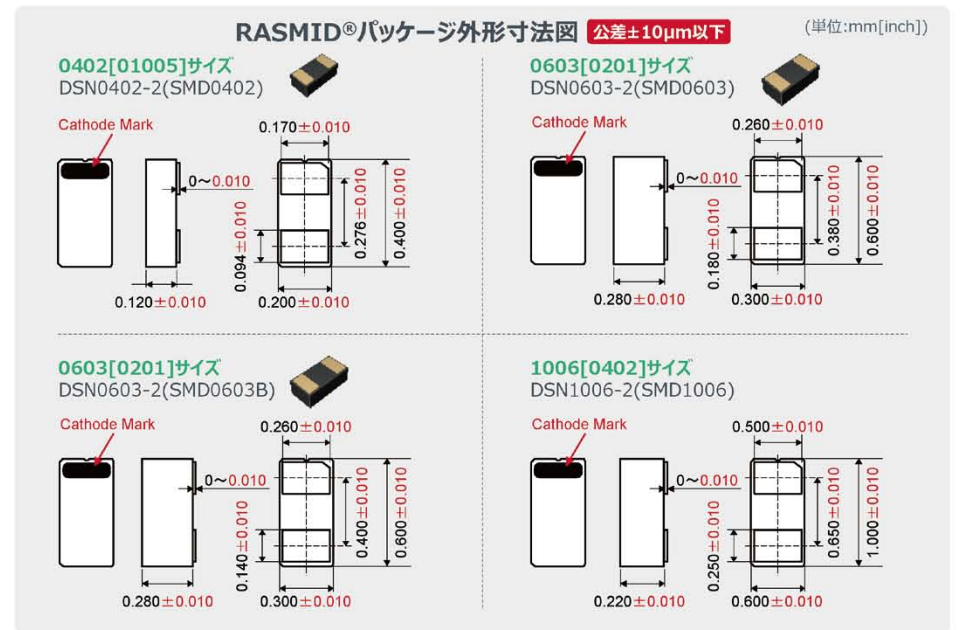 RASMID®パッケージ外形寸法図 公差±10μm以下 (単位:mm[inch])
0402[01005]サイズ
DSN0402-2(SMD0402)
Cathode Mark
0.170±0.010
0~0.010
0.094±0.010
0.276±0.010
0.400±0.010
0.120±0.010
0.200±0.010
0603[0201]サイズ
DSN0603-2(SMD0603)
Cathode Mark
0.260±0.010
0~0.010
0.180±0.010
0.380±0.010
0.600±0.010
0.280±0.010
0.300±0.010
0603[0201]サイズ
DSN0603-2(SMD0603B)
Cathode Mark
0.260±0.010
0~0.010
0.140±0.010
0.400±0.010
0.600±0.010
0.280±0.010
0.300±0.010
1006[0402]サイズ
DSN1006-2(SMD1006)
Cathode Mark
0.500±0.010
0~0.010
0.250±0.010
0.650±0.010
1.000±0.010
0.220±0.010
0.600±0.010